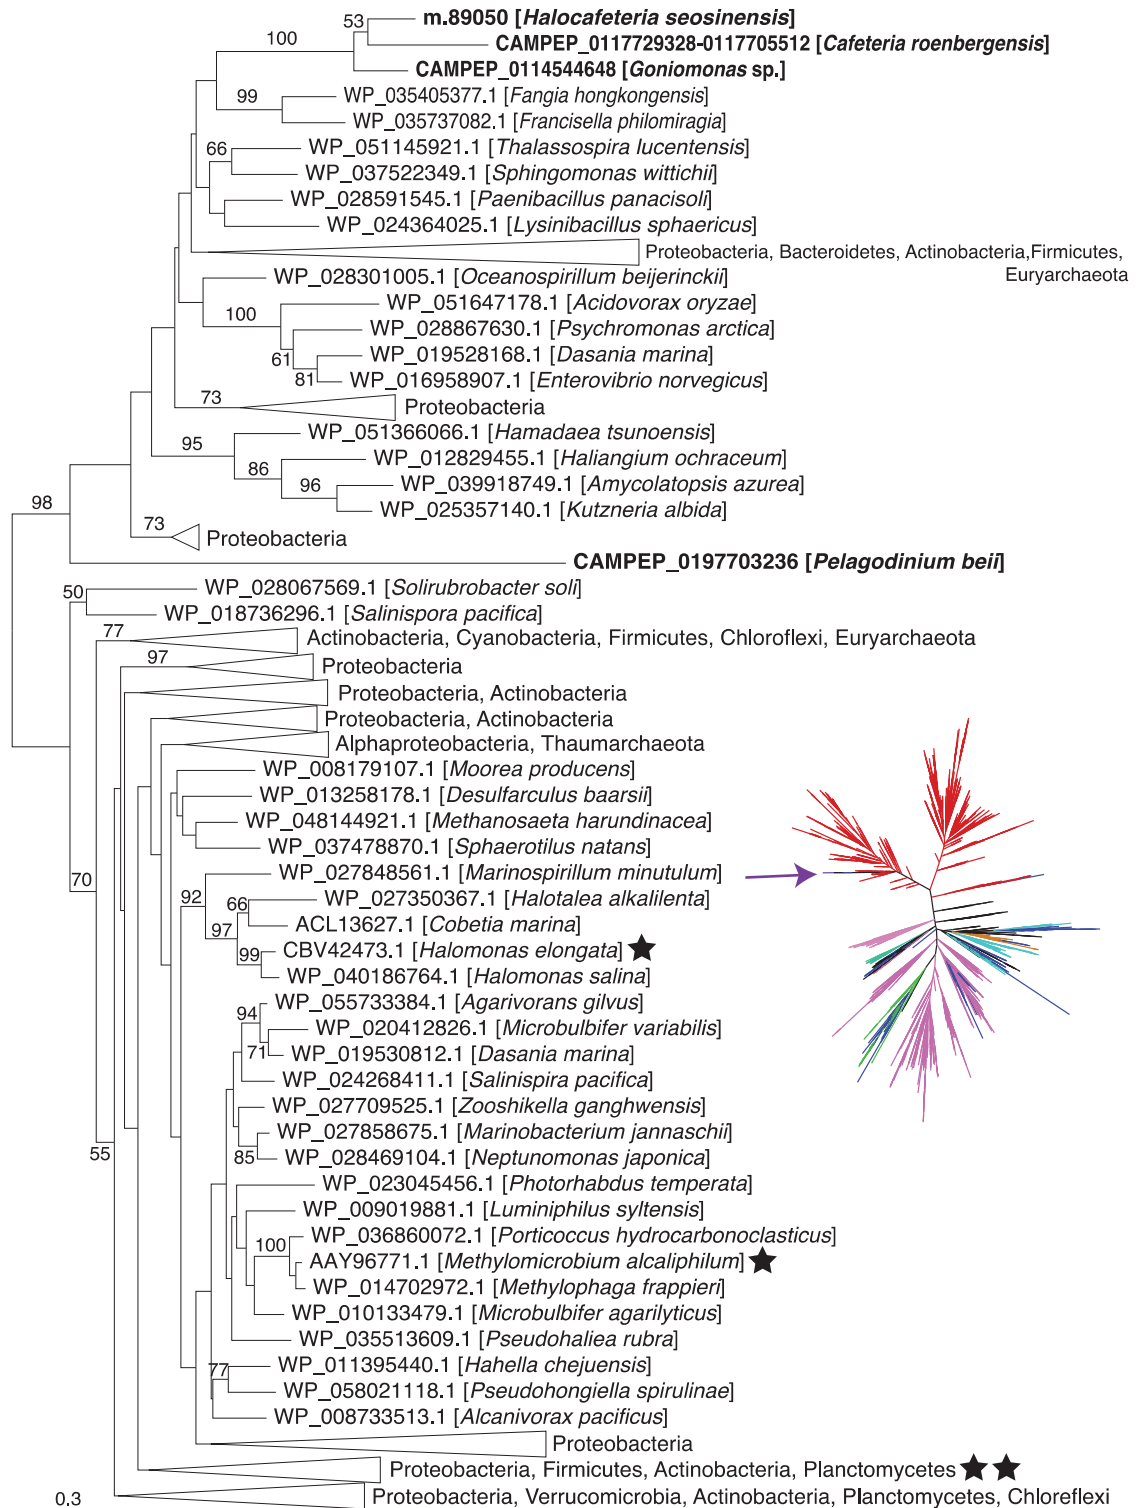 53
m.89050 [Halocafeteria seosinensis]
100
CAMPEP_0117729328-0117705512 [Cafeteria roenbergensis]
CAMPEP_0114544648 [Goniomonas sp.]
99
WP_035405377.1 [Fangia hongkongensis]
WP_035737082.1 [Francisella philomiragia]
66
WP_051145921.1 [Thalassospira lucentensis]
WP_037522349.1 [Sphingomonas wittichii]
WP_028591545.1 [Paenibacillus panacisoli]
WP_024364025.1 [Lysinibacillus sphaericus]
Proteobacteria, Bacteroidetes, Actinobacteria,Firmicutes,
Euryarchaeota
WP_028301005.1 [Oceanospirillum beijerinckii]
100
WP_051647178.1 [Acidovorax oryzae]
WP_028867630.1 [Psychromonas arctica]
61
WP_019528168.1 [Dasania marina]
81
WP_016958907.1 [Enterovibrio norvegicus]
73
Proteobacteria
WP_051366066.1 [Hamadaea tsunoensis]
95
WP_012829455.1 [Haliangium ochraceum]
86
WP_039918749.1 [Amycolatopsis azurea]
96
WP_025357140.1 [Kutzneria albida]
98
73
Proteobacteria
CAMPEP_0197703236 [Pelagodinium beii]
50
WP_028067569.1 [Solirubrobacter soli]
WP_018736296.1 [Salinispora pacifica]
77
Actinobacteria, Cyanobacteria, Firmicutes, Chloroflexi, Euryarchaeota
97
Proteobacteria
Proteobacteria, Actinobacteria
Proteobacteria, Actinobacteria
Alphaproteobacteria, Thaumarchaeota
WP_008179107.1 [Moorea producens]
WP_013258178.1 [Desulfarculus baarsii]
WP_048144921.1 [Methanosaeta harundinacea]
WP_037478870.1 [Sphaerotilus natans]
70
WP_027848561.1 [Marinospirillum minutulum]
92
66
WP_027350367.1 [Halotalea alkalilenta]
97
ACL13627.1 [Cobetia marina]
99
CBV42473.1 [Halomonas elongata]
WP_040186764.1 [Halomonas salina]
WP_055733384.1 [Agarivorans gilvus]
94
WP_020412826.1 [Microbulbifer variabilis]
71
WP_019530812.1 [Dasania marina]
WP_024268411.1 [Salinispira pacifica]
WP_027709525.1 [Zooshikella ganghwensis]
WP_027858675.1 [Marinobacterium jannaschii]
55
85
WP_028469104.1 [Neptunomonas japonica]
WP_023045456.1 [Photorhabdus temperata]
WP_009019881.1 [Luminiphilus syltensis]
WP_036860072.1 [Porticoccus hydrocarbonoclasticus]
100
AAY96771.1 [Methylomicrobium alcaliphilum]
WP_014702972.1 [Methylophaga frappieri]
WP_010133479.1 [Microbulbifer agarilyticus]
WP_035513609.1 [Pseudohaliea rubra]
77
WP_011395440.1 [Hahella chejuensis]
WP_058021118.1 [Pseudohongiella spirulinae]
WP_008733513.1 [Alcanivorax pacificus]
Proteobacteria
Proteobacteria, Firmicutes, Actinobacteria, Planctomycetes
0.3
Proteobacteria, Verrucomicrobia, Actinobacteria, Planctomycetes, Chloroflexi